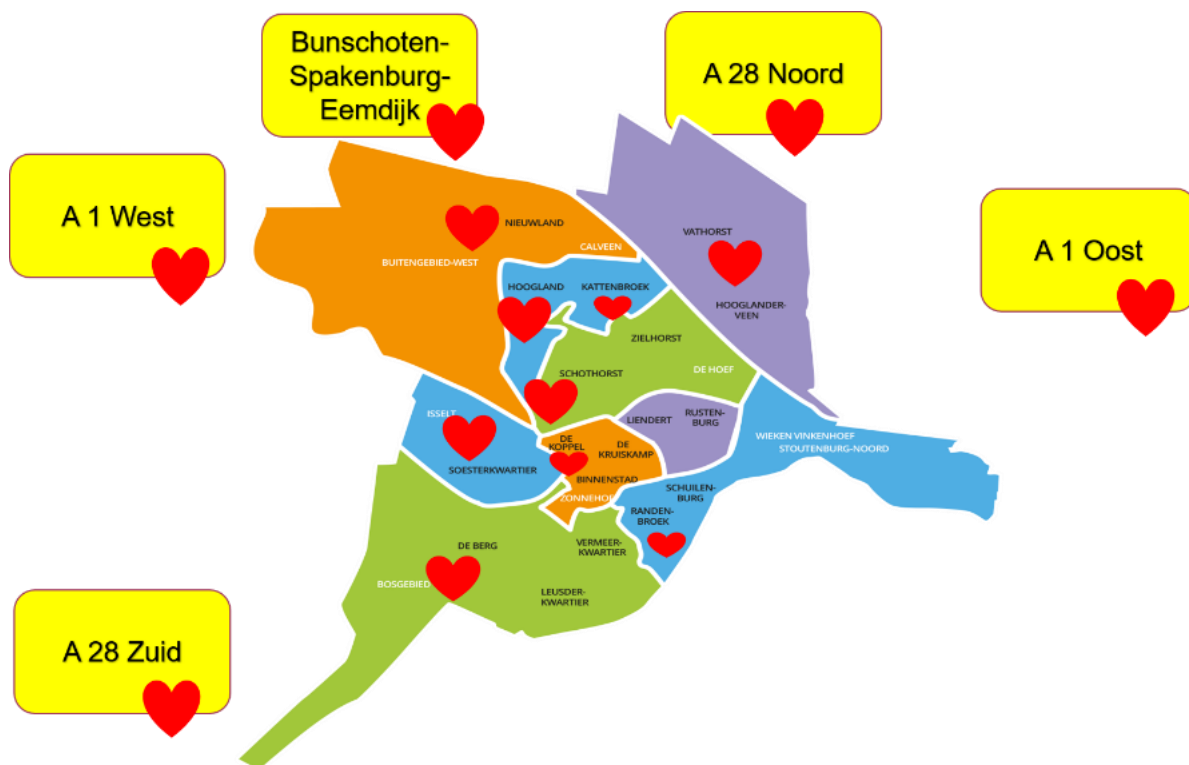 Bunschoten-
Spakenburg-
Eemdijk
A 28 Noord
A 1 West
A 1 Oost
NIEUWLAND
VATHORST
CALVEEN
BUITENGEBIED-WEST
HOOGLAND
KATTENBROEK
HOOGLANDER-
VEEN
ZIELHORST
SCHOTHORST
DE HOEF
ISSELT
LIENDERT
RUSTEN-
BURG
WIEKEN VINKENHOEF
STOUTENBURG-NOORD
DE
KOPPEL
DE
KRUISKAMP
SOESTERKWARTIER
BINNENSTAD
ZONNEHOF
SCHUILEN-
BURG
RANDEN-
BROEK
DE BERG
VERMEER-
KWARTIER
BOSGEBIED
LEUSDER-
KWARTIER
A 28 Zuid